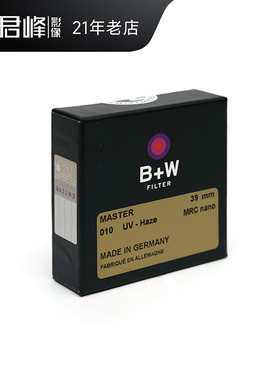 君峰影像 21年老店
B+W
FILTER
MASTER 39 mm
010 UV - Haze MRC nano
MADE IN GERMANY
FABRIQUÉ EN ALLEMAGNE